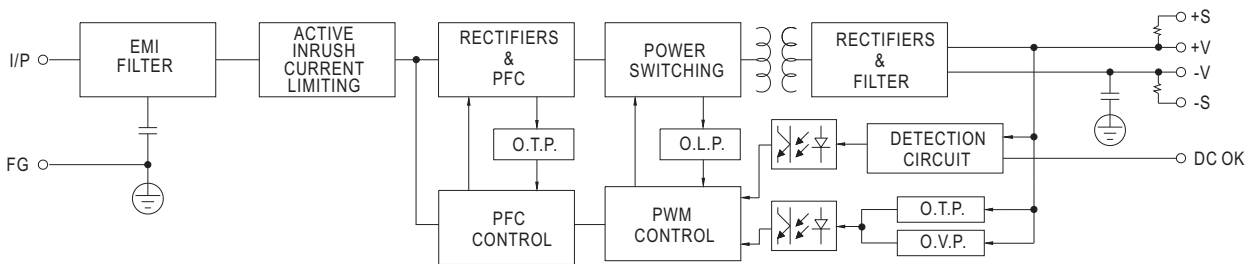 I/P
EMI
FILTER
ACTIVE
INRUSH
CURRENT
LIMITING
RECTIFIERS
&
PFC
POWER
SWITCHING
RECTIFIERS
&
FILTER
+S
+V
-V
-S
O.T.P.
O.L.P.
DETECTION
CIRCUIT
DC OK
FG
PFC
CONTROL
PWM
CONTROL
O.T.P.
O.V.P.